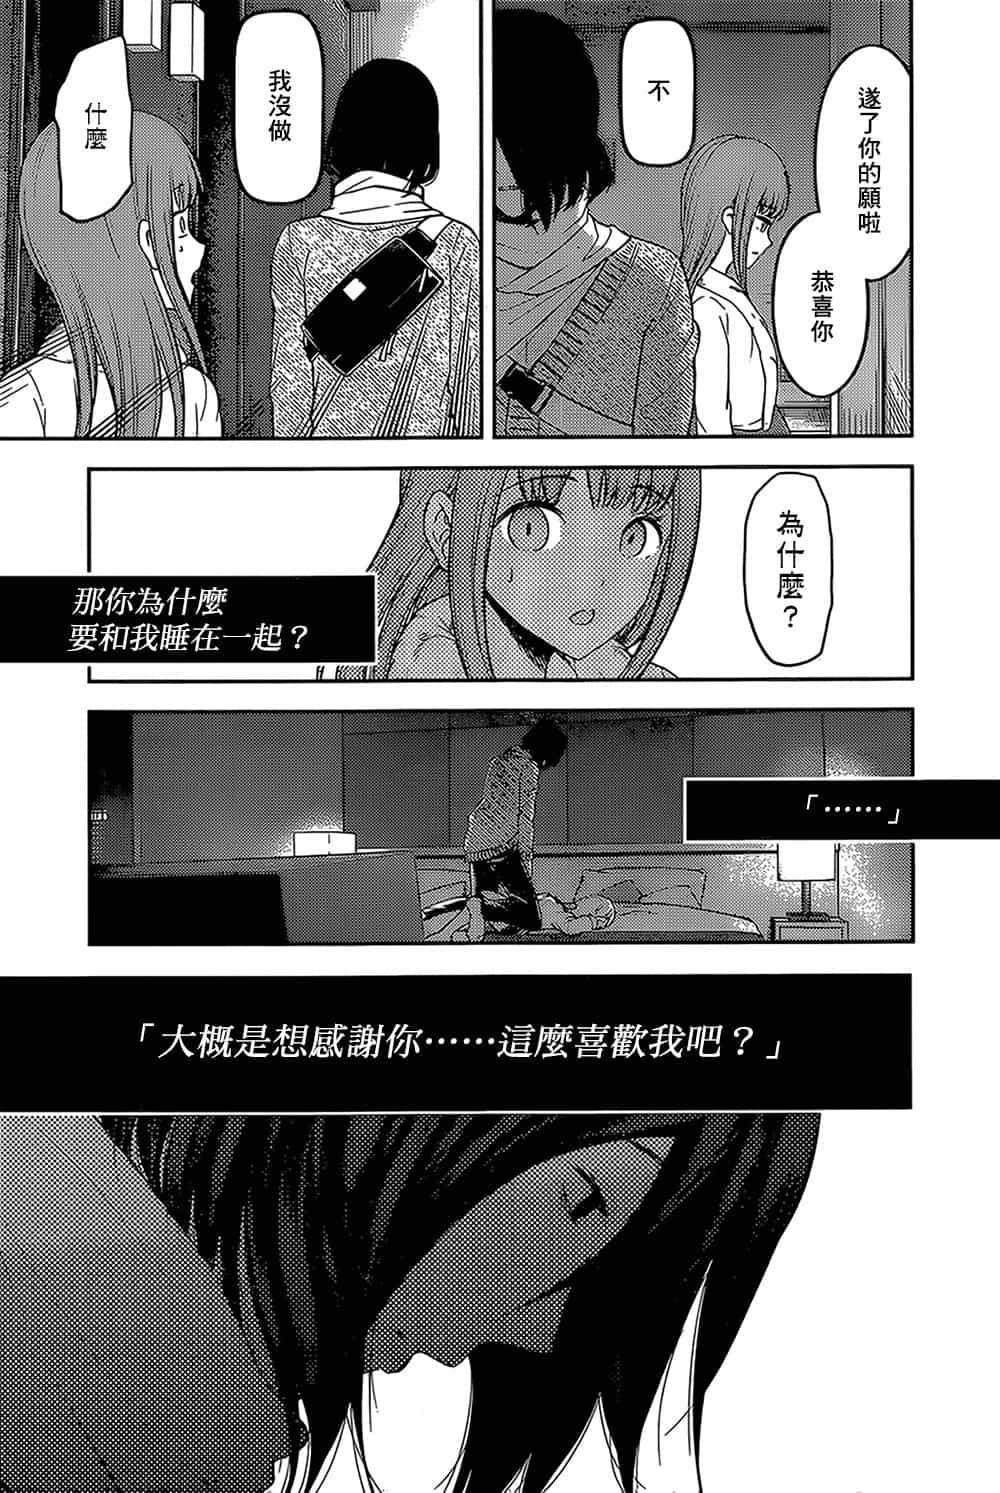 遂了你的願啦
恭喜你
不
我沒做
什麼
為什麼？
那你為什麼
要和我睡在一起？
「……」
「大概是想感謝你……這麼喜歡我吧？」